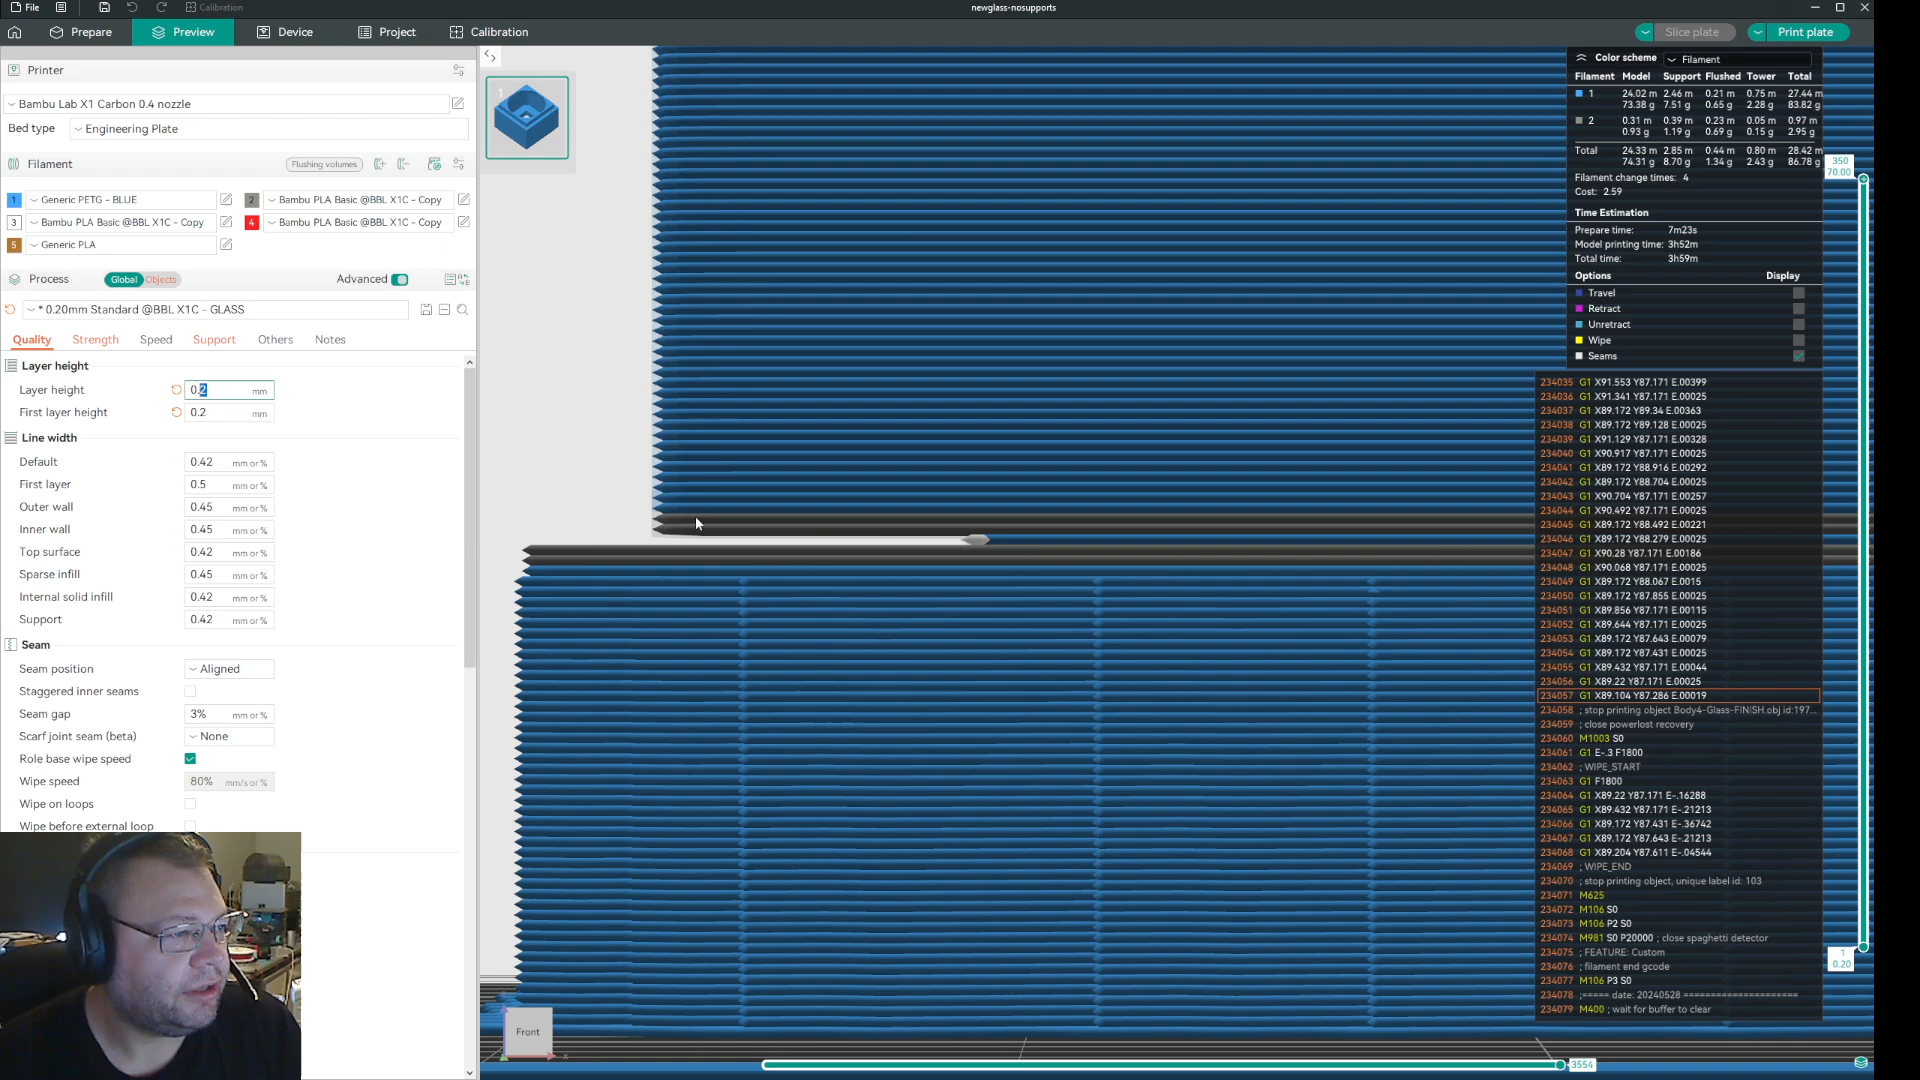 File
Calibration
newglass-nosupports
Prepare
Preview
Device
Project
Calibration
Slice plate
Print plate
Printer
Bambu Lab X1 Carbon 0.4 nozzle
Bed type
Engineering Plate
Filament
Flushing volumes
1 Generic PETG - BLUE
2 Bambu PLA Basic @BBL X1C - Copy
3 Bambu PLA Basic @BBL X1C - Copy
4 Bambu PLA Basic @BBL X1C - Copy
5 Generic PLA
Process
Global
Objects
Advanced
* 0.20mm Standard @BBL X1C - GLASS
Quality
Strength
Speed
Support
Others
Notes
Layer height
Layer height 0.2 mm
First layer height 0.2 mm
Line width
Default 0.42 mm or %
First layer 0.5 mm or %
Outer wall 0.45 mm or %
Inner wall 0.45 mm or %
Top surface 0.42 mm or %
Sparse infill 0.45 mm or %
Internal solid infill 0.42 mm or %
Support 0.42 mm or %
Seam
Seam position Aligned
Staggered inner seams
Seam gap 3% mm or %
Scarf joint seam (beta) None
Role base wipe speed
Wipe speed 80% mm/s or %
Wipe on loops
Wipe before external loop
1
Front
x
Color scheme Filament
Filament Model Support Flushed Tower Total
1 24.02 m 2.46 m 0.21 m 0.75 m 27.44 m
73.38 g 7.51 g 0.65 g 2.28 g 83.82 g
2 0.31 m 0.39 m 0.23 m 0.05 m 0.97 m
0.93 g 1.19 g 0.69 g 0.15 g 2.95 g
Total 24.33 m 2.85 m 0.44 m 0.80 m 28.42 m
74.31 g 8.70 g 1.34 g 2.43 g 86.78 g
Filament change times: 4
Cost: 2.59
Time Estimation
Prepare time: 7m23s
Model printing time: 3h52m
Total time: 3h59m
Options Display
Travel
Retract
Unretract
Wipe
Seams
350
70.00
234035 G1 X91.553 Y87.171 E.00399
234036 G1 X91.341 Y87.171 E.00025
234037 G1 X89.172 Y89.34 E.00363
234038 G1 X89.172 Y89.128 E.00025
234039 G1 X91.129 Y87.171 E.00328
234040 G1 X90.917 Y87.171 E.00025
234041 G1 X89.172 Y88.916 E.00292
234042 G1 X89.172 Y88.704 E.00025
234043 G1 X90.704 Y87.171 E.00257
234044 G1 X90.492 Y87.171 E.00025
234045 G1 X89.172 Y88.492 E.00221
234046 G1 X89.172 Y88.279 E.00025
234047 G1 X90.28 Y87.171 E.00186
234048 G1 X90.068 Y87.171 E.00025
234049 G1 X89.172 Y88.067 E.0015
234050 G1 X89.172 Y87.855 E.00025
234051 G1 X89.856 Y87.171 E.00115
234052 G1 X89.644 Y87.171 E.00025
234053 G1 X89.172 Y87.643 E.00079
234054 G1 X89.172 Y87.431 E.00025
234055 G1 X89.432 Y87.171 E.00044
234056 G1 X89.22 Y87.171 E.00025
234057 G1 X89.104 Y87.286 E.00019
234058 ; stop printing object Body4-Glass-FINISH.obj id:197...
234059 ; close powerlost recovery
234060 M1003 S0
234061 G1 E-.3 F1800
234062 ; WIPE_START
234063 G1 F1800
234064 G1 X89.22 Y87.171 E-.16288
234065 G1 X89.432 Y87.171 E-.21213
234066 G1 X89.172 Y87.431 E-.36742
234067 G1 X89.172 Y87.643 E-.21213
234068 G1 X89.204 Y87.611 E-.04544
234069 ; WIPE_END
234070 ; stop printing object, unique label id: 103
234071 M625
234072 M106 S0
234073 M106 P2 S0
234074 M981 S0 P20000 ; close spaghetti detector
234075 ; FEATURE: Custom
234076 ; filament end gcode
234077 M106 P3 S0
234078 ;===== date: 20240528 =====================
234079 M400 ; wait for buffer to clear
1
0.20
3554